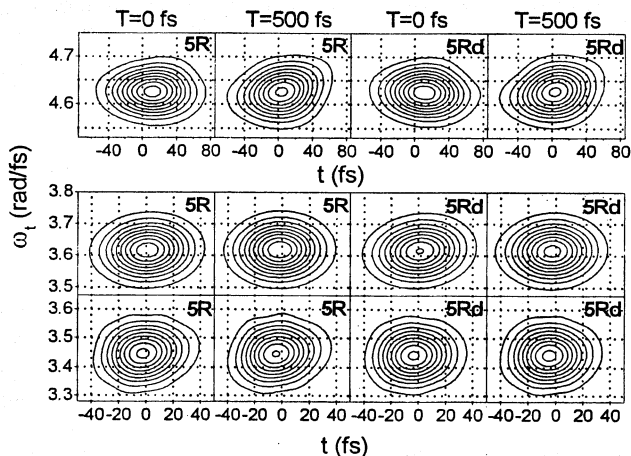 T=0 fs T=500 fs T=0 fs T=500 fs
5R 5R 5Rd 5Rd
4.7
4.6
-40 0 40 80 -40 0 40 80 -40 0 40 80 -40 0 40 80
t (fs)
ωt (rad/fs)
3.8
5R 5R 5Rd 5Rd
3.7
3.6
3.5
3.6
5R 5R 5Rd 5Rd
3.5
3.4
3.3
-40 -20 0 20 40 -40 -20 0 20 40 -40 -20 0 20 40 -40 -20 0 20 40
t (fs)